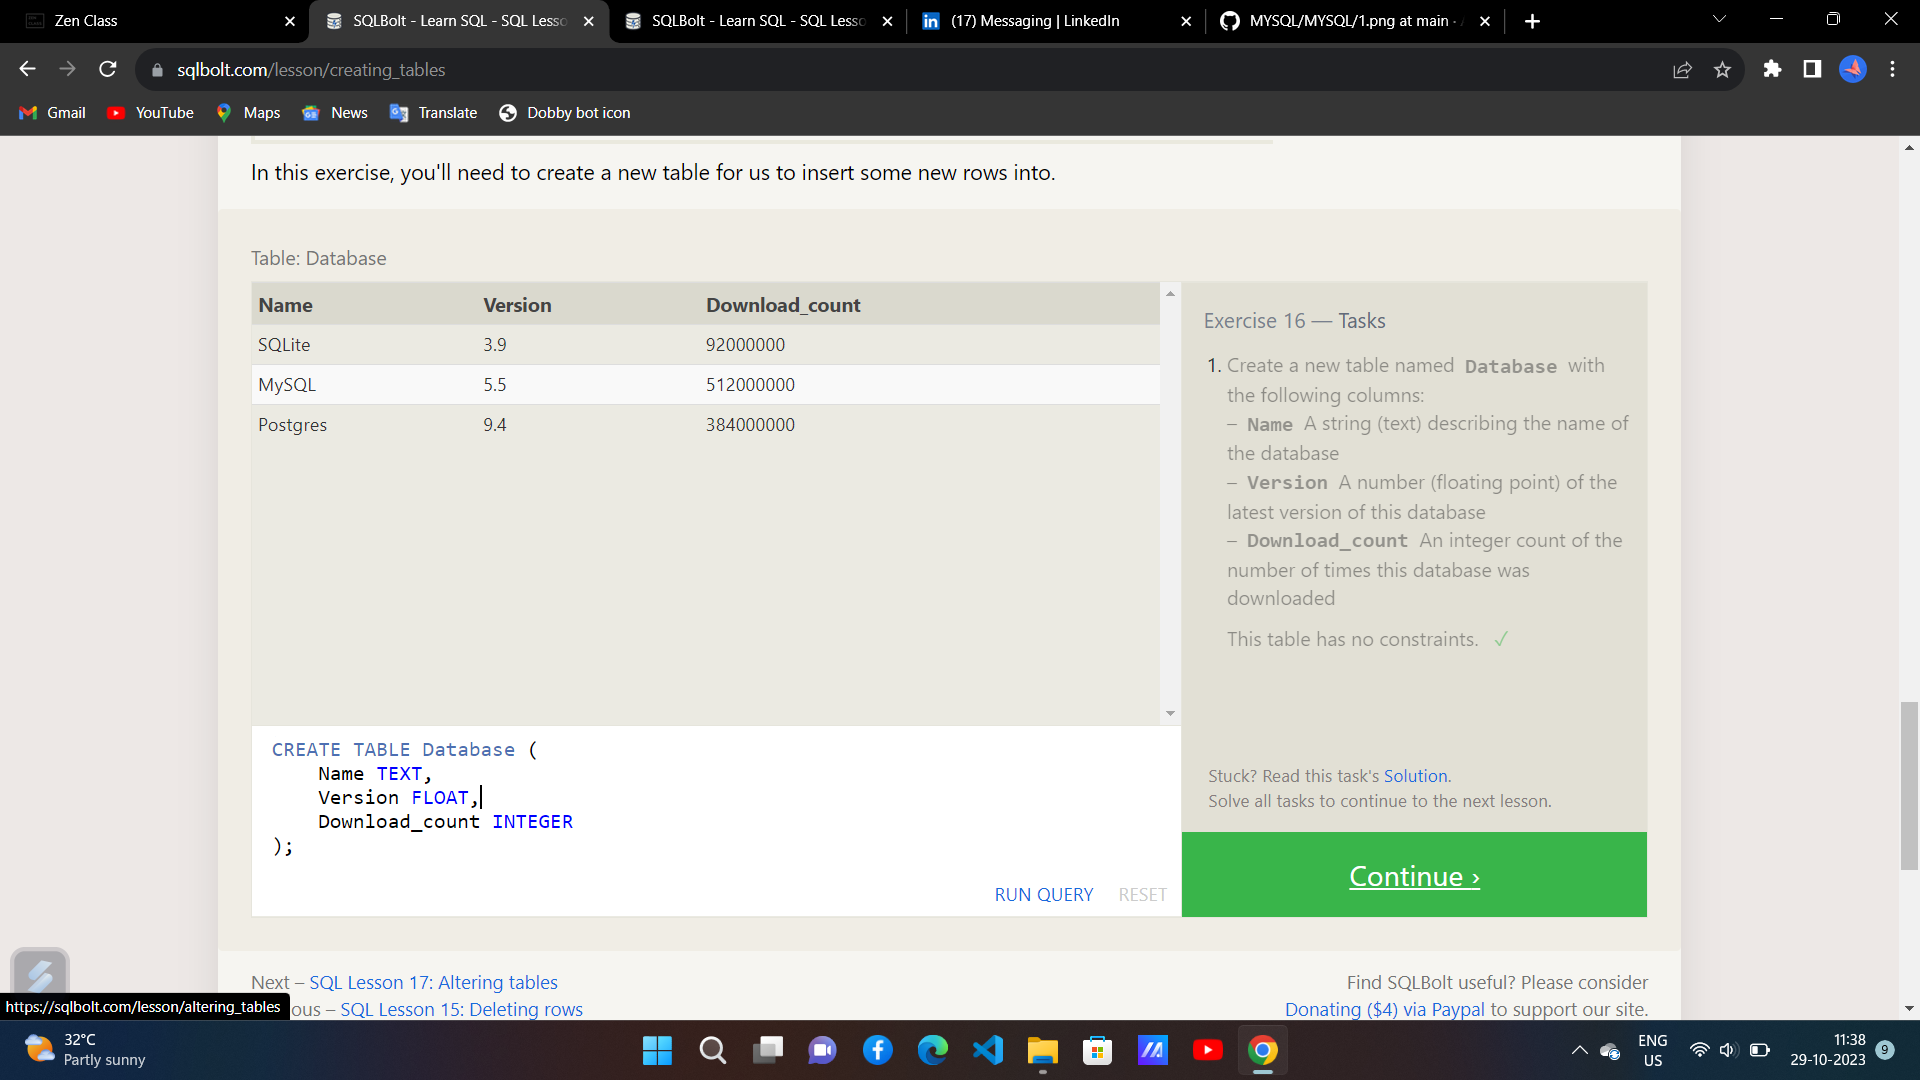 Zen Class
SQLBolt - Learn SQL - SQL Lesso
SQLBolt - Learn SQL - SQL Lesso
(17) Messaging | LinkedIn
MYSQL/MYSQL/1.png at main ·
sqlbolt.com/lesson/creating_tables
Gmail
YouTube
Maps
News
Translate
Dobby bot icon
In this exercise, you'll need to create a new table for us to insert some new rows into.
Table: Database
Name Version Download_count
SQLite 3.9 92000000
MySQL 5.5 512000000
Postgres 9.4 384000000
Exercise 16 — Tasks
1. Create a new table named Database with
the following columns:
– Name A string (text) describing the name of
the database
– Version A number (floating point) of the
latest version of this database
– Download_count An integer count of the
number of times this database was
downloaded
This table has no constraints. ✓
CREATE TABLE Database (
Name TEXT,
Version FLOAT,
Download_count INTEGER
);
RUN QUERY RESET
Stuck? Read this task's Solution.
Solve all tasks to continue to the next lesson.
Continue ›
Next – SQL Lesson 17: Altering tables
ous – SQL Lesson 15: Deleting rows
Find SQLBolt useful? Please consider
Donating ($4) via Paypal to support our site.
https://sqlbolt.com/lesson/altering_tables
32°C
Partly sunny
ENG
US
11:38
29-10-2023
9